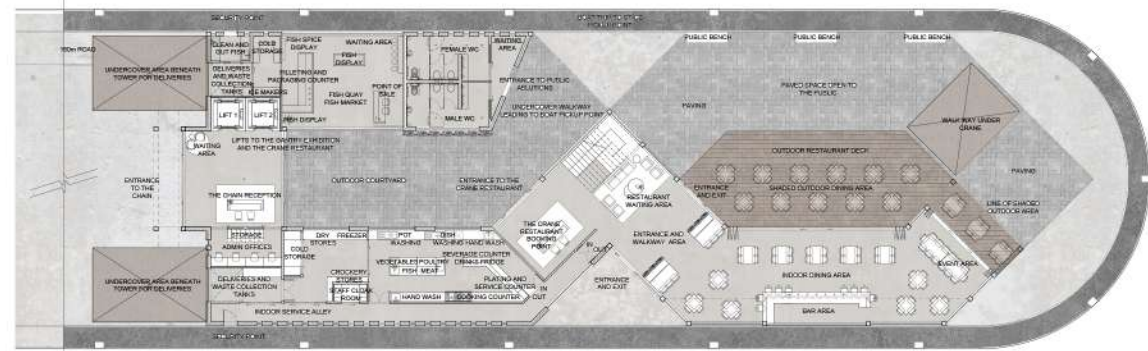 SECURITY POINT
PUBLIC BENCH
PUBLIC BENCH
PUBLIC BENCH
CLEAN AND
GUT FISH
COLD
STORAGE
FISH SPICE
DISPLAY
WAITING AREA
FISH
DISPLAY
FEMALE WC
WAITING
AREA
UNDERCOVER AREA BENEATH
TOWER FOR DELIVERIES
DELIVERIES
AND WASTE
COLLECTION
TANKS
ICE MAKERS
FILLETING AND
PACKAGING COUNTER
FISH QUAY
FISH MARKET
POINT OF
SALE
FISH DISPLAY
MALE WC
ENTRANCE TO PUBLIC
UNDERCOVER WALKWAY
LEADING TO BOAT PICKUP POINT
PAVED SPACE OPEN TO
THE PUBLIC
PAVING
WALKWAY UNDER
CRANE
LIFT 1
LIFT 2
LIFTS TO THE GANTRY EXHIBITION
AND THE CRANE RESTAURANT
WAITING
AREA
ENTRANCE
TO THE
CHAIN
THE CHAIN RECEPTION
OUTDOOR COURTYARD
ENTRANCE TO THE
CRANE RESTAURANT
RESTAURANT
WAITING AREA
OUTDOOR RESTAURANT DECK
ENTRANCE
AND EXIT
SHADED OUTDOOR DINING AREA
PAVING
LINE OF SHADED
OUTDOOR AREA
STORAGE
ADMIN OFFICES
COLD
STORAGE
DRY
STORES
FREEZER
POT
WASHING
DISH
WASHING
HAND WASH
BEVERAGE COUNTER
DRINKS FRIDGE
VEGETABLES
POULTRY
FISH
MEAT
THE CRANE
RESTAURANT
BOOKING
POINT
IN
OUT
ENTRANCE AND
WALKWAY AREA
INDOOR DINING AREA
EVENT AREA
UNDERCOVER AREA BENEATH
TOWER FOR DELIVERIES
DELIVERIES AND
WASTE COLLECTION
TANKS
CROCKERY
STORES
STAFF CLOAK
ROOM
HAND WASH
COOKING COUNTER
PLATING AND
SERVICE COUNTER
IN
OUT
ENTRANCE
AND EXIT
BAR AREA
INDOOR SERVICE ALLEY
SECURITY POINT